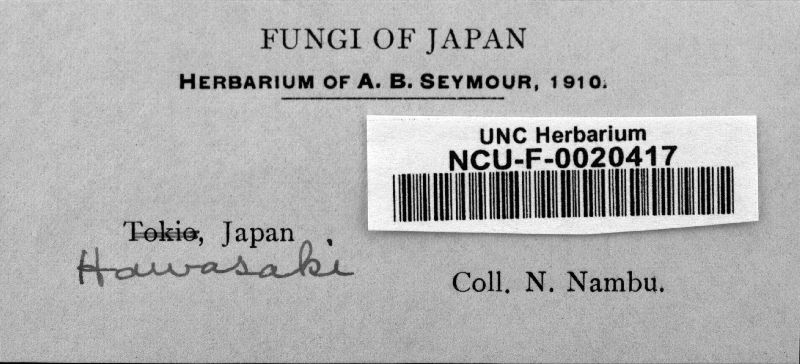 FUNGI OF JAPAN
HERBARIUM OF A. B. SEYMOUR, 1910.
UNC Herbarium
NCU-F-0020417
Tokio, Japan
Hawasaki
Coll. N. Nambu.